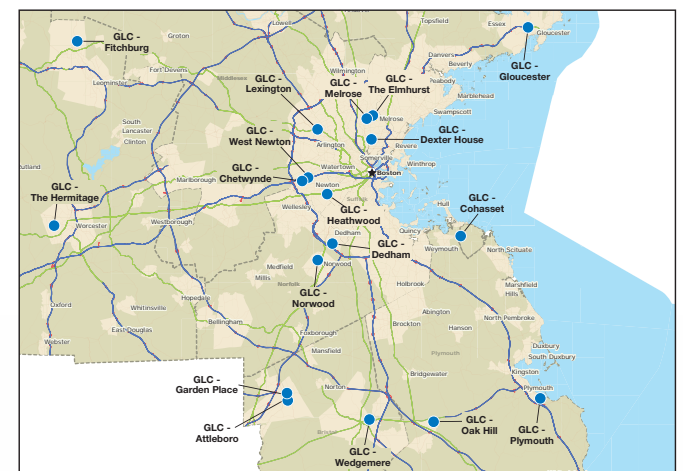 Lowell
Topsfield
Essex
Gloucester
GLC -
Fitchburg
Groton
Danvers
Beverly
GLC -
Gloucester
Fort Devens
Middlesex
Wilmington
Peabody
Leominster
GLC -
Lexington
GLC -
Melrose
GLC -
The Elmhurst
Marblehead
Swampscott
South
Lancaster
Clinton
Melrose
GLC -
West Newton
Arlington
Revere
GLC -
Dexter House
Somerville
Winthrop
Watertown
Boston
GLC -
Chetwynde
Marlborough
Newton
Suffolk
GLC -
The Hermitage
Wellesley
GLC -
Heathwood
Hull
GLC -
Cohasset
Worcester
Westborough
Dedham
Quincy
Weymouth
North Scituate
GLC -
Dedham
Medfield
Norwood
Mills
Norfolk
Holbrook
Marshfield
Hills
GLC -
Norwood
Oxford
Hopedale
Whitinsville
Abington
North Pembroke
Bellingham
East Douglas
Brockton
Hanson
Foxborough
Webster
Mansfield
Plymouth
Duxbury
South Duxbury
Bridgewater
Kingston
GLC -
Garden Place
Norton
Plymouth
GLC -
Attleboro
Bristol
GLC -
Oak Hill
GLC -
Plymouth
GLC -
Wedgemere